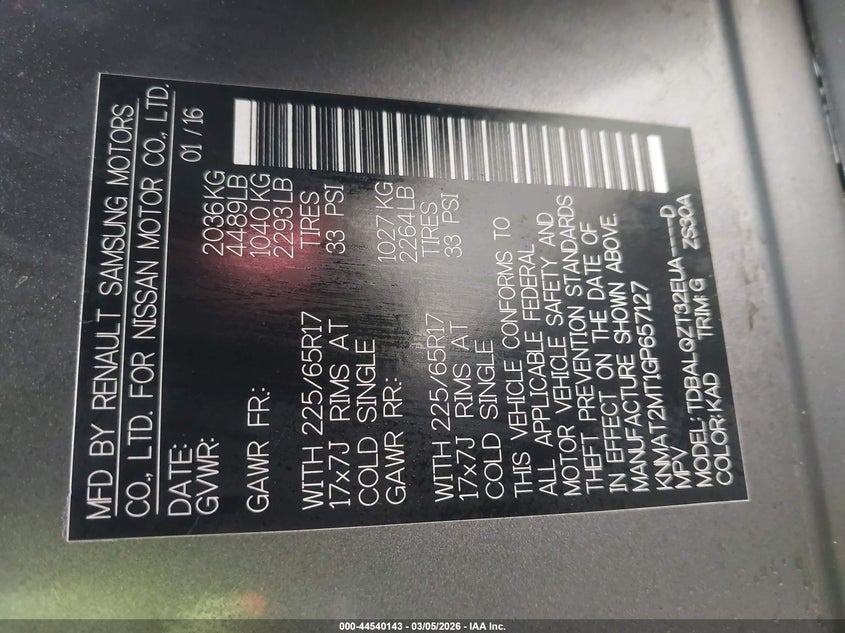 MFD BY RENAULT SAMSUNG MOTORS
CO., LTD. FOR NISSAN MOTOR CO., LTD.
DATE: 01 / 16
GVWR: 2036KG
4489LB
GAWR FR.: 1040KG
2293LB
WITH 225/65R17 TIRES
17x7J RIMS AT 33 PSI
COLD SINGLE
GAWR RR.: 1027KG
2264LB
WITH 225/65R17 TIRES
17x7J RIMS AT 33 PSI
COLD SINGLE
THIS VEHICLE CONFORMS TO
ALL APPLICABLE FEDERAL
MOTOR VEHICLE SAFETY AND
THEFT PREVENTION STANDARDS
IN EFFECT ON THE DATE OF
MANUFACTURE SHOWN ABOVE.
KNMAT2MT1GP657127
MPV
MODEL: TDBALQZT32EUA-----D
COLOR: KAD TRIM: G ZS30A
000-44540143 - 03/05/2026 - IAA Inc.